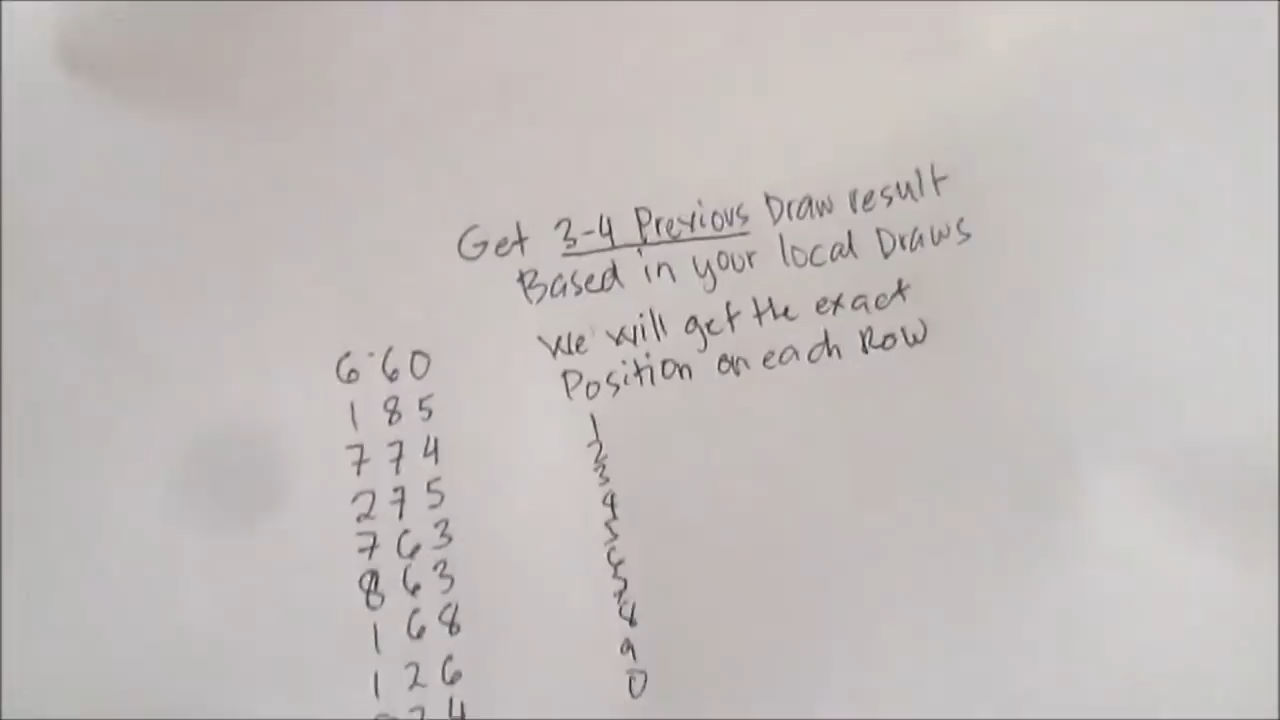 Get 3-4 Previous Draw result
Based in your local Draws
We will get the exact
Position on each Row
6 6 0
1 8 5
7 7 4
2 7 5
7 6 3
8 6 3
1 6 8
1 2 6
2 4
1
2
3
4
5
6
7
8
9
0